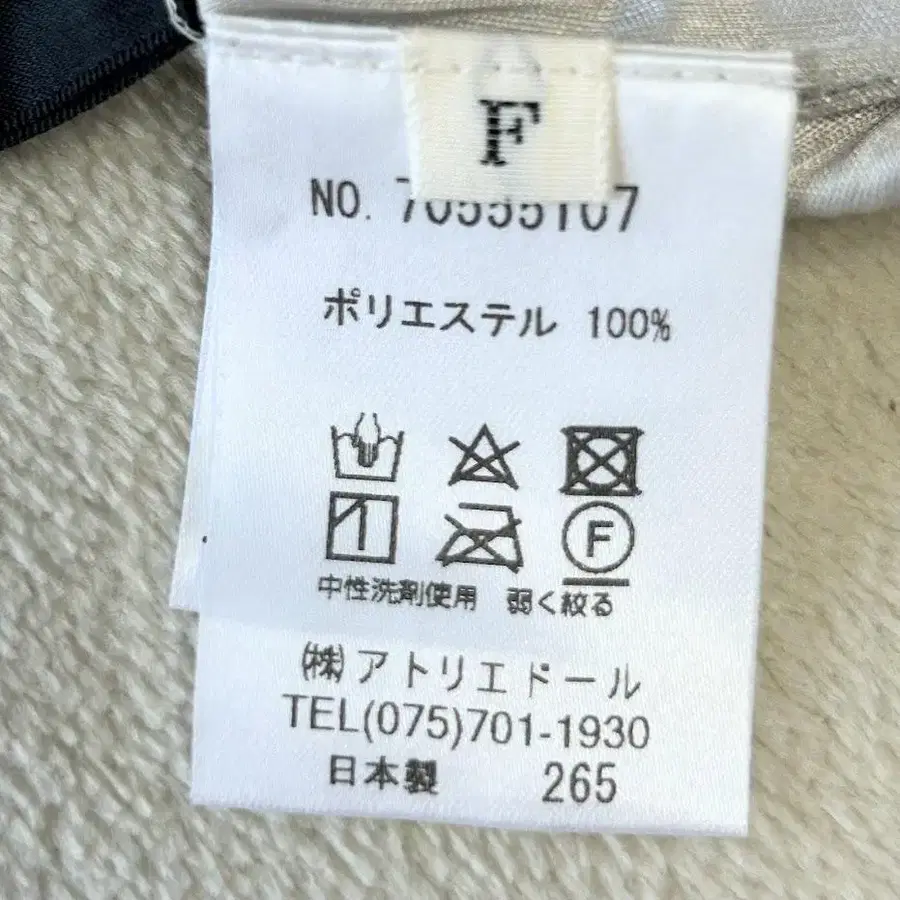 F
NO. 70555107
ポリエステル 100%
F
中性洗剤使用 弱く絞る
㈱アトリエドール
TEL(075)701-1930
日本製 265